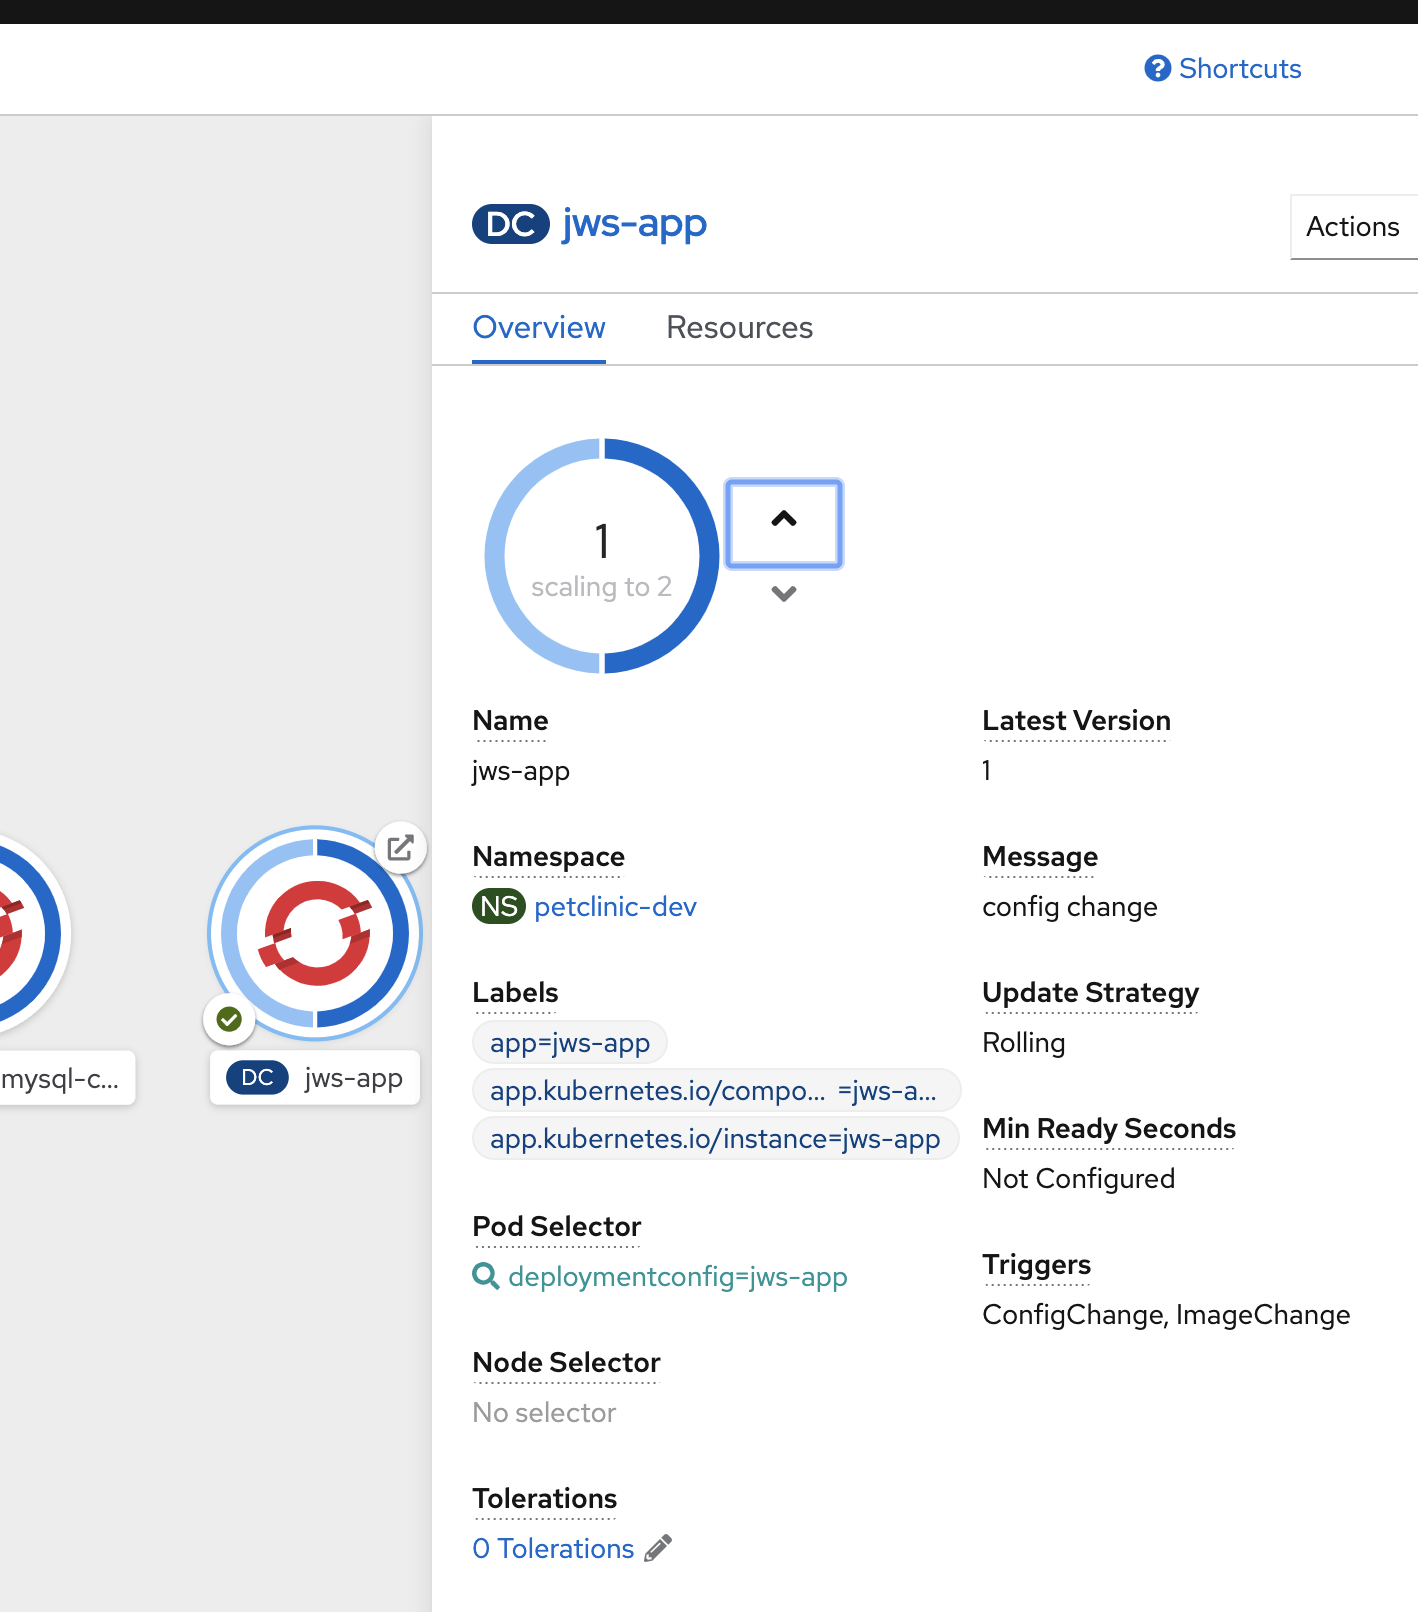 Shortcuts
DC jws-app
Actions
Overview Resources
1
scaling to 2
Name
jws-app
Namespace
NS petclinic-dev
Labels
app=jws-app
app.kubernetes.io/compo... =jws-a...
app.kubernetes.io/instance=jws-app
Pod Selector
deploymentconfig=jws-app
Node Selector
No selector
Tolerations
0 Tolerations
Latest Version
1
Message
config change
Update Strategy
Rolling
Min Ready Seconds
Not Configured
Triggers
ConfigChange, ImageChange
mysql-c...
DC jws-app